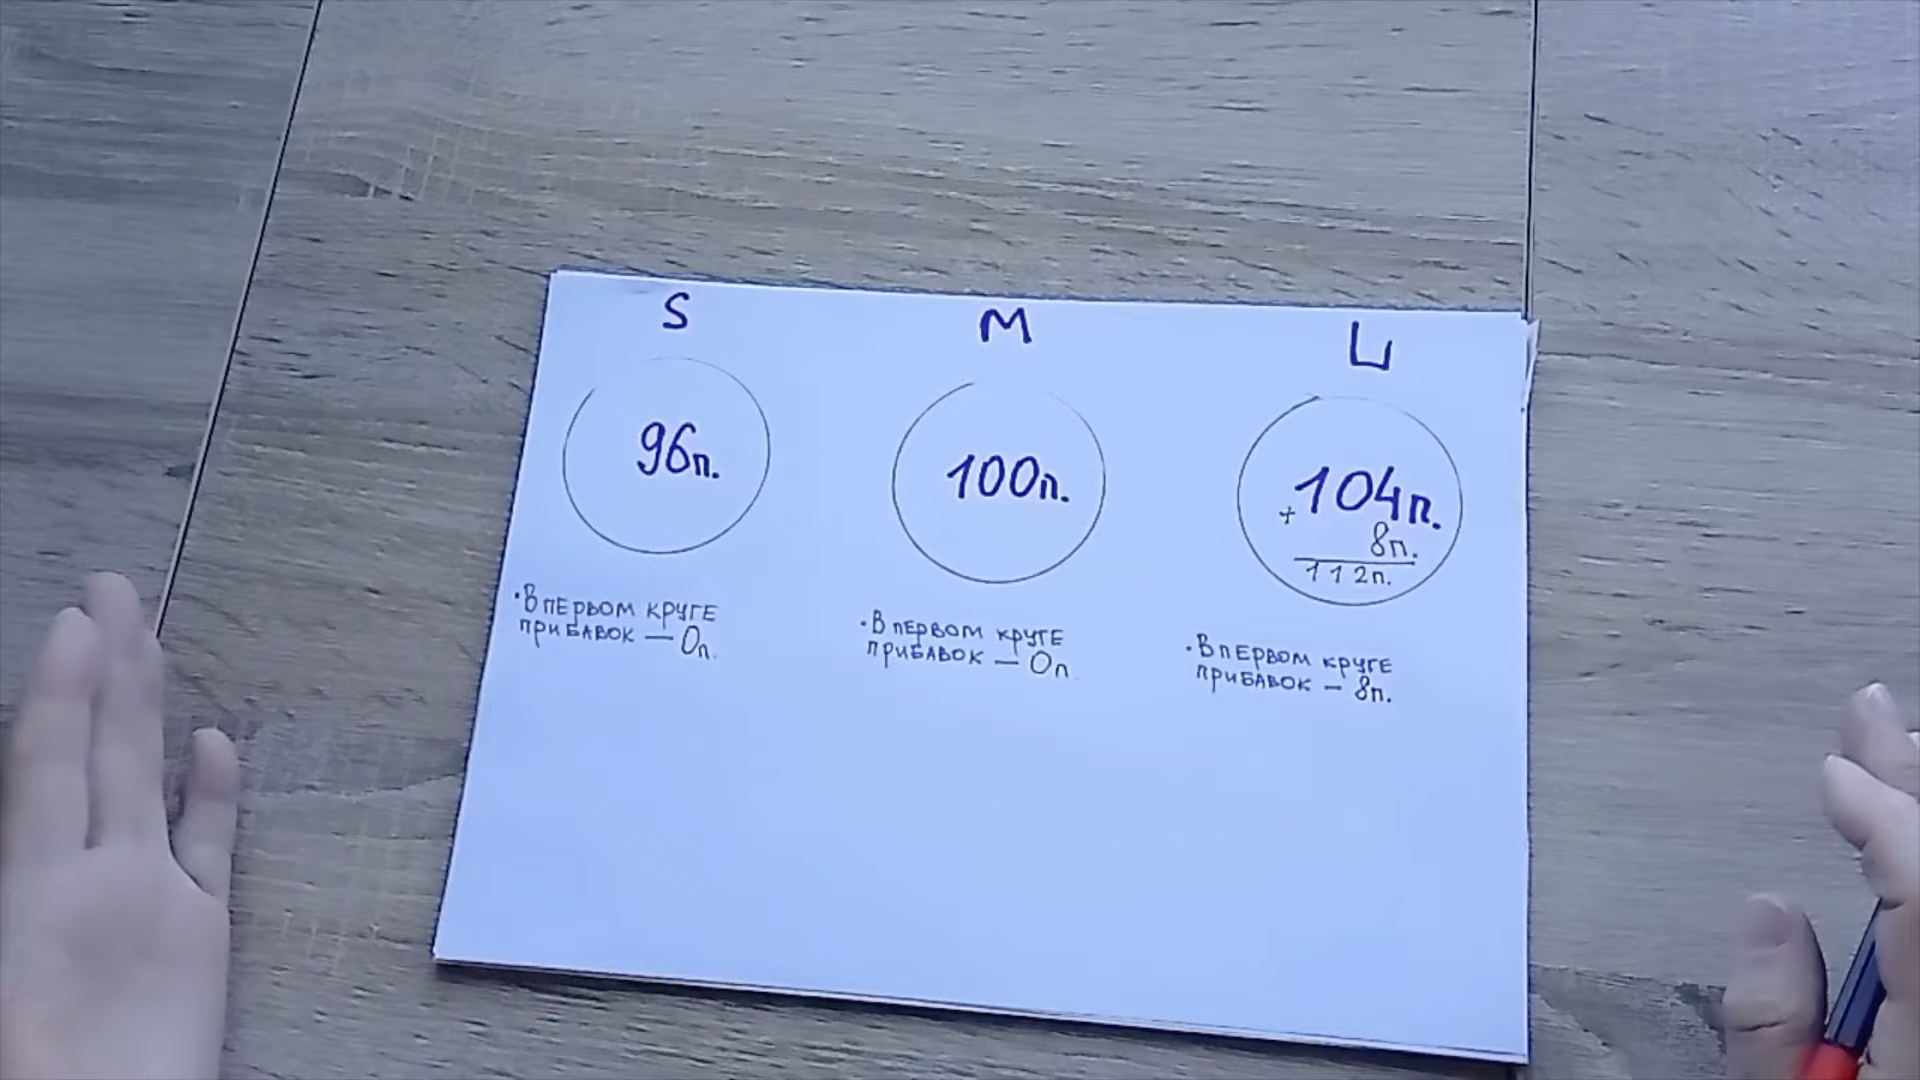 S
96п.
•В первом круге
прибавок — 0п.
M
100п.
•В первом круге
прибавок — 0п
L
+104п.
8п.
112п.
•В первом круге
прибавок — 8п.